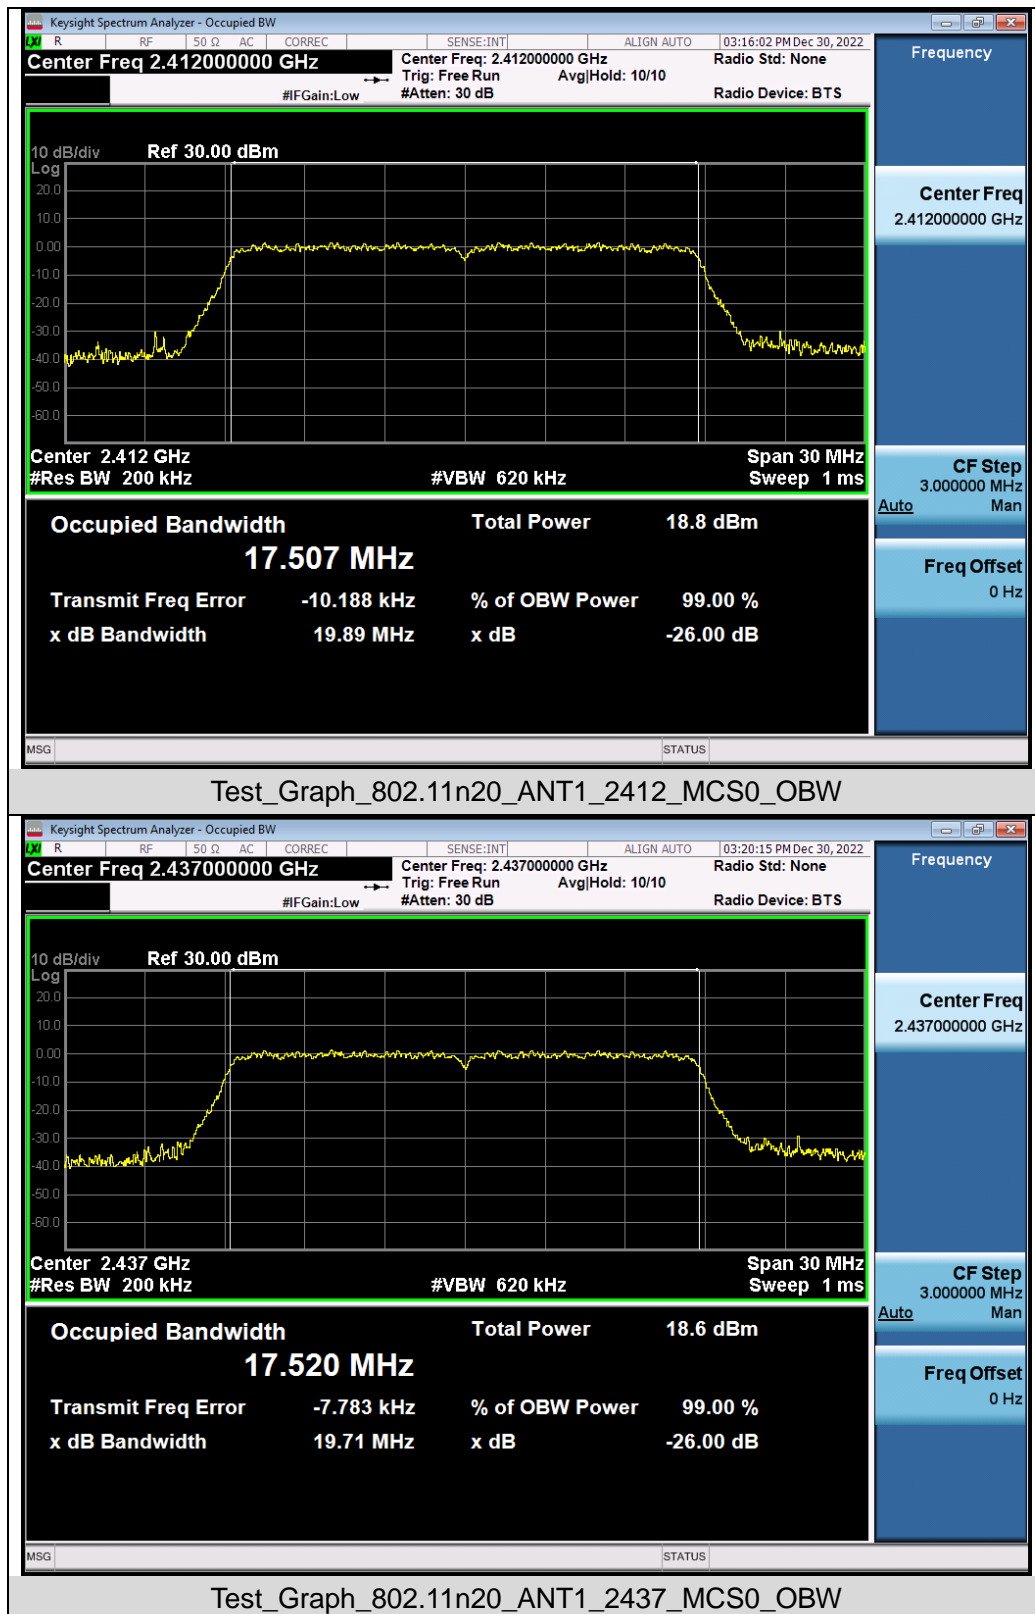 Keysight Spectrum Analyzer - Occupied BW
LXI R RF 50 Ω AC CORREC SENSE:INT ALIGN AUTO 03:16:02 PM Dec 30, 2022
Center Freq 2.412000000 GHz Center Freq: 2.412000000 GHz Radio Std: None
Trig: Free Run Avg|Hold: 10/10
#IFGain:Low #Atten: 30 dB Radio Device: BTS
Frequency
10 dB/div Ref 30.00 dBm
Log
20.0
10.0
0.00
-10.0
-20.0
-30.0
-40.0
-50.0
-60.0
Center 2.412 GHz Span 30 MHz
#Res BW 200 kHz #VBW 620 kHz Sweep 1 ms
Center Freq
2.412000000 GHz
CF Step
3.000000 MHz
Auto Man
Freq Offset
0 Hz
Occupied Bandwidth Total Power 18.8 dBm
17.507 MHz
Transmit Freq Error -10.188 kHz % of OBW Power 99.00 %
x dB Bandwidth 19.89 MHz x dB -26.00 dB
MSG STATUS
Test_Graph_802.11n20_ANT1_2412_MCS0_OBW
Keysight Spectrum Analyzer - Occupied BW
LXI R RF 50 Ω AC CORREC SENSE:INT ALIGN AUTO 03:20:15 PM Dec 30, 2022
Center Freq 2.437000000 GHz Center Freq: 2.437000000 GHz Radio Std: None
Trig: Free Run Avg|Hold: 10/10
#IFGain:Low #Atten: 30 dB Radio Device: BTS
Frequency
10 dB/div Ref 30.00 dBm
Log
20.0
10.0
0.00
-10.0
-20.0
-30.0
-40.0
-50.0
-60.0
Center 2.437 GHz Span 30 MHz
#Res BW 200 kHz #VBW 620 kHz Sweep 1 ms
Center Freq
2.437000000 GHz
CF Step
3.000000 MHz
Auto Man
Freq Offset
0 Hz
Occupied Bandwidth Total Power 18.6 dBm
17.520 MHz
Transmit Freq Error -7.783 kHz % of OBW Power 99.00 %
x dB Bandwidth 19.71 MHz x dB -26.00 dB
MSG STATUS
Test_Graph_802.11n20_ANT1_2437_MCS0_OBW